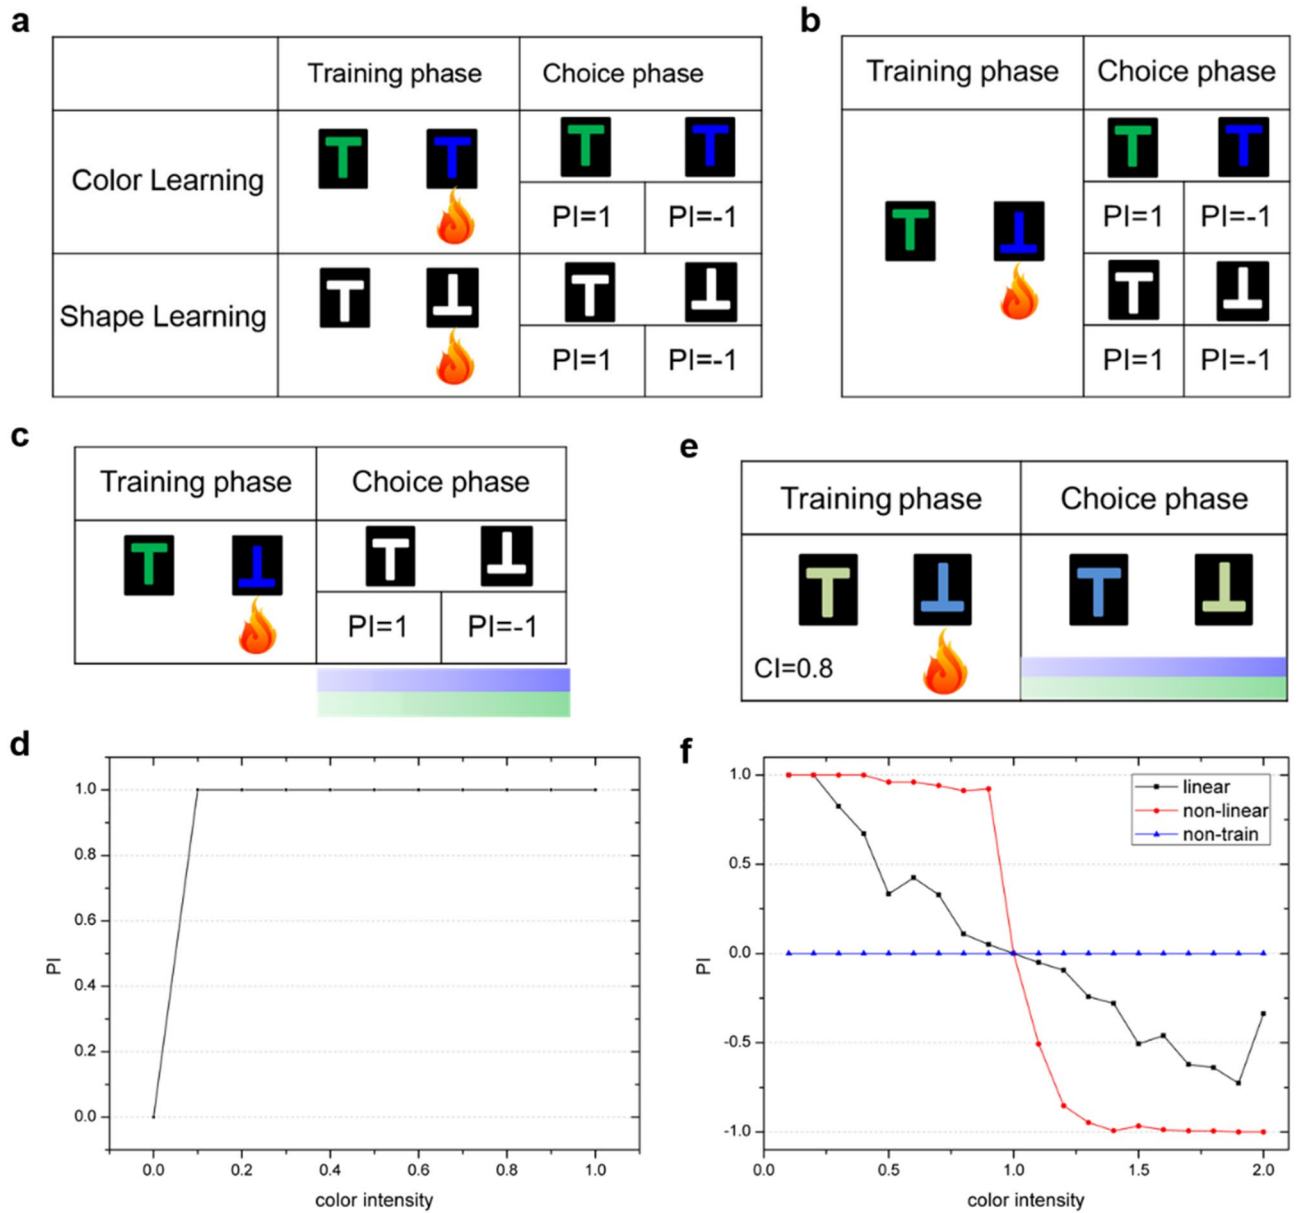 a
Training phase Choice phase
Color Learning
T T T T
PI=1 PI=-1
Shape Learning
T T
PI=1 PI=-1
b
Training phase Choice phase
T T
T
PI=1 PI=-1
T
PI=1 PI=-1
c
Training phase Choice phase
T T
PI=1 PI=-1
e
Training phase Choice phase
T T
CI=0.8
d
1.0
0.8
0.6
0.4
0.2
0.0
PI
0.0 0.2 0.4 0.6 0.8 1.0
color intensity
f
1.0
0.5
0.0
-0.5
-1.0
PI
linear
non-linear
non-train
0.0 0.5 1.0 1.5 2.0
color intensity